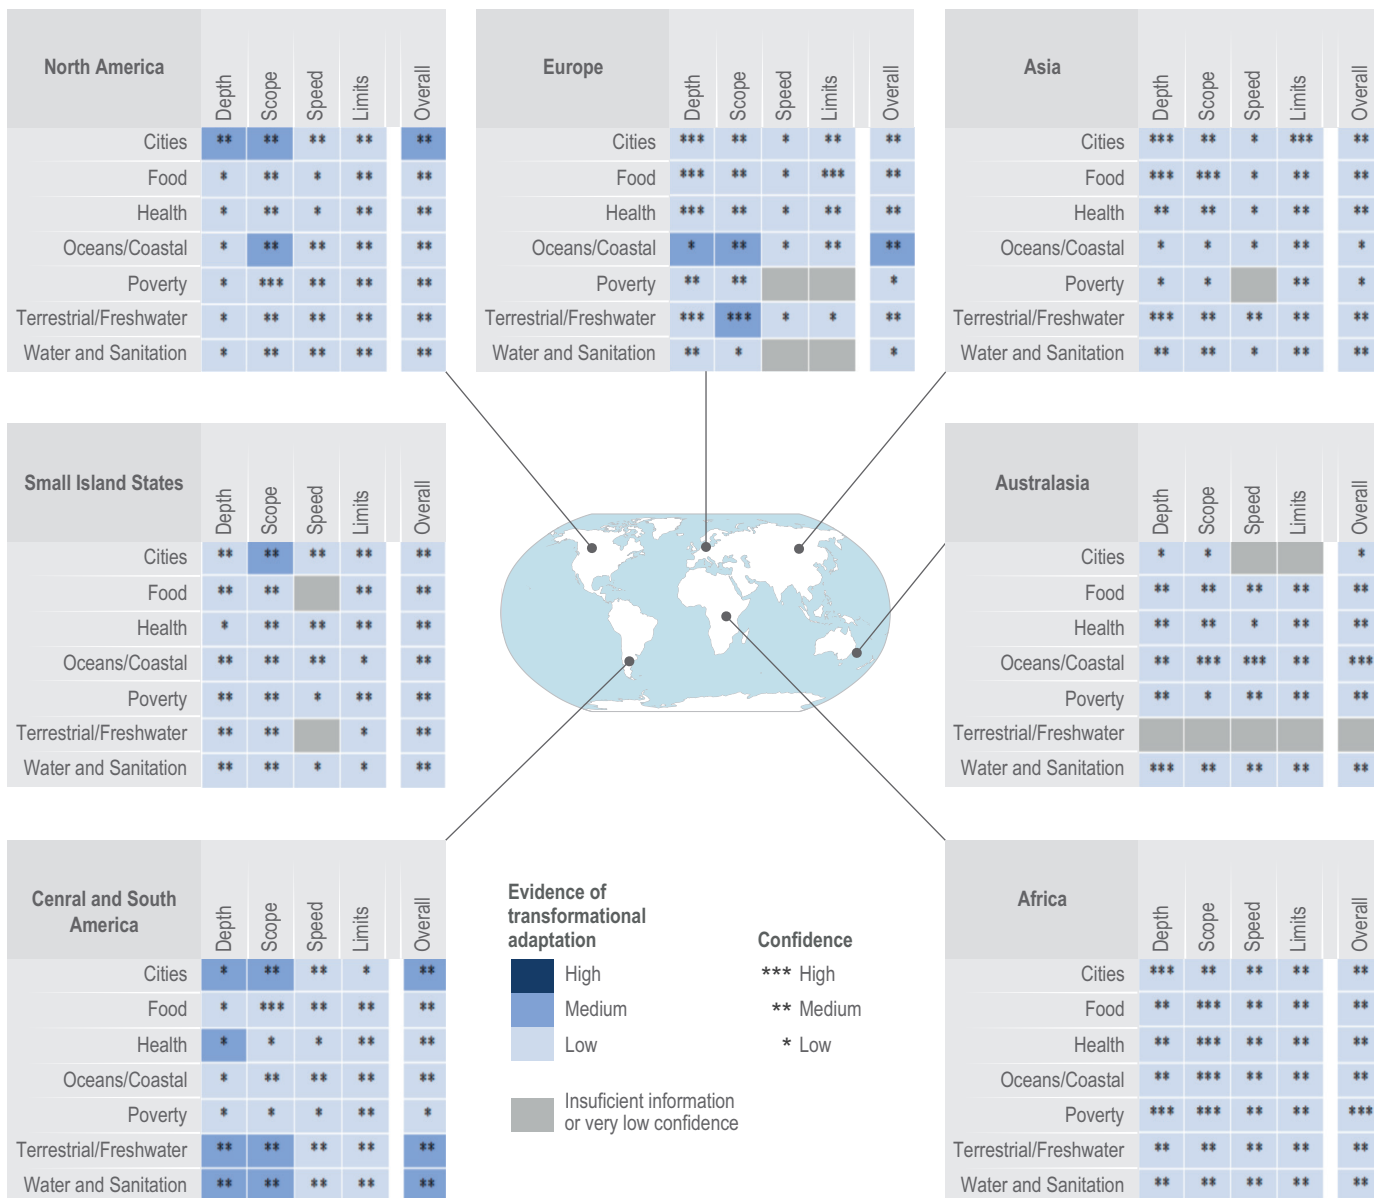 North America Depth Scope Speed Limits Overall
Cities ** ** ** ** **
Food * ** * ** **
Health * ** * ** **
Oceans/Coastal * ** ** ** **
Poverty * *** ** ** **
Terrestrial/Freshwater * ** ** ** **
Water and Sanitation * ** ** ** **
Europe Depth Scope Speed Limits Overall
Cities *** ** * ** **
Food *** ** * *** **
Health *** ** * ** **
Oceans/Coastal * ** * ** **
Poverty ** ** *
Terrestrial/Freshwater *** *** * * **
Water and Sanitation ** * *
Asia Depth Scope Speed Limits Overall
Cities *** ** * *** **
Food *** *** * ** **
Health ** ** * ** **
Oceans/Coastal * * * ** *
Poverty * * ** *
Terrestrial/Freshwater *** ** ** ** **
Water and Sanitation ** ** * ** **
Small Island States Depth Scope Speed Limits Overall
Cities ** ** ** ** **
Food ** ** ** **
Health * ** ** ** **
Oceans/Coastal ** ** ** * **
Poverty ** ** * ** **
Terrestrial/Freshwater ** ** * **
Water and Sanitation ** ** * * **
Australasia Depth Scope Speed Limits Overall
Cities * * *
Food ** ** ** ** **
Health ** ** * ** **
Oceans/Coastal ** *** *** ** ***
Poverty ** * ** ** **
Terrestrial/Freshwater
Water and Sanitation *** ** ** ** **
Cenral and South
America Depth Scope Speed Limits Overall
Cities * ** ** * **
Food * *** ** ** **
Health * * * ** **
Oceans/Coastal * ** ** ** **
Poverty * * * ** *
Terrestrial/Freshwater ** ** ** ** **
Water and Sanitation ** ** ** ** **
Evidence of
transformational
adaptation
High
Medium
Low
Insuficient information
or very low confidence
Confidence
*** High
** Medium
* Low
Africa Depth Scope Speed Limits Overall
Cities *** ** ** ** **
Food ** *** ** ** **
Health ** *** ** ** **
Oceans/Coastal ** *** ** ** **
Poverty *** *** ** ** ***
Terrestrial/Freshwater ** ** ** ** **
Water and Sanitation ** ** ** ** **